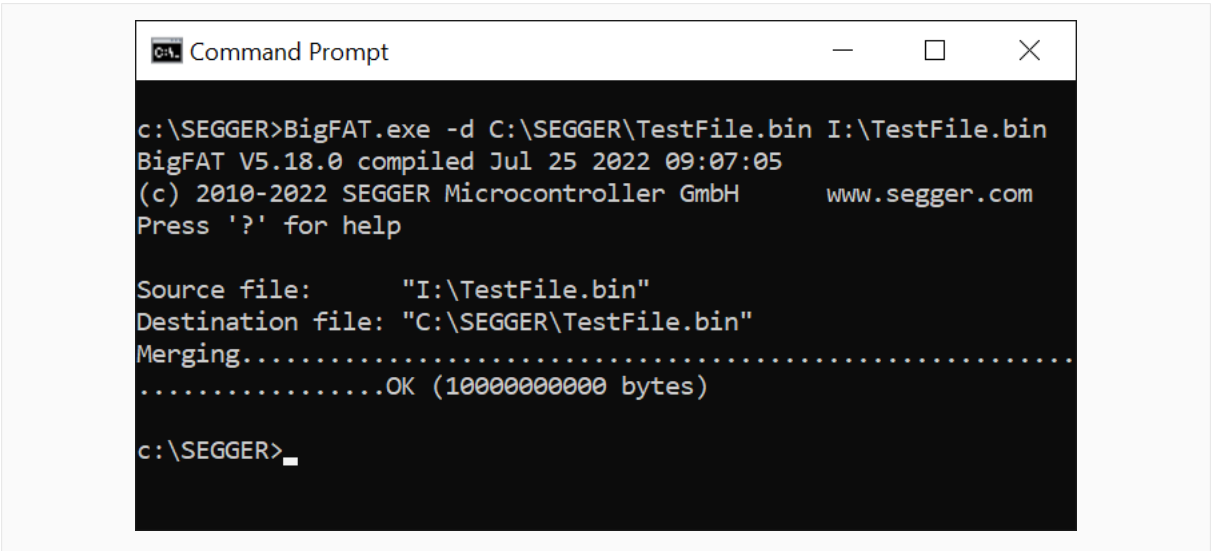 Command Prompt
c:\SEGGER>BigFAT.exe -d C:\SEGGER\TestFile.bin I:\TestFile.bin
BigFAT V5.18.0 compiled Jul 25 2022 09:07:05
(c) 2010-2022 SEGGER Microcontroller GmbH      www.segger.com
Press '?' for help
Source file:      "I:\TestFile.bin"
Destination file: "C:\SEGGER\TestFile.bin"
Merging.........................................................
.................OK (10000000000 bytes)
c:\SEGGER>